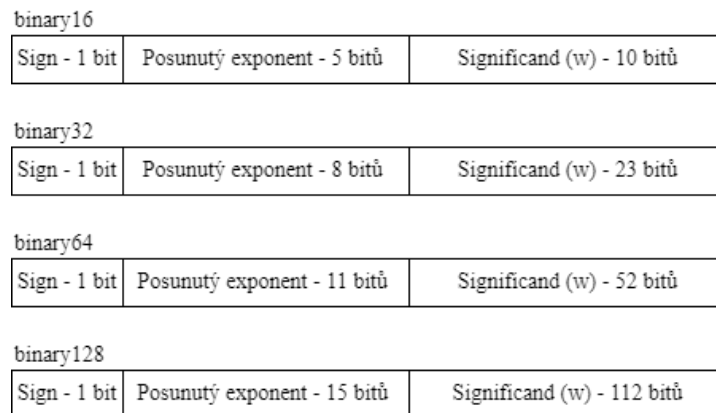 binary16
Sign - 1 bit Posunutý exponent - 5 bitů Significand (w) - 10 bitů
binary32
Sign - 1 bit Posunutý exponent - 8 bitů Significand (w) - 23 bitů
binary64
Sign - 1 bit Posunutý exponent - 11 bitů Significand (w) - 52 bitů
binary128
Sign - 1 bit Posunutý exponent - 15 bitů Significand (w) - 112 bitů